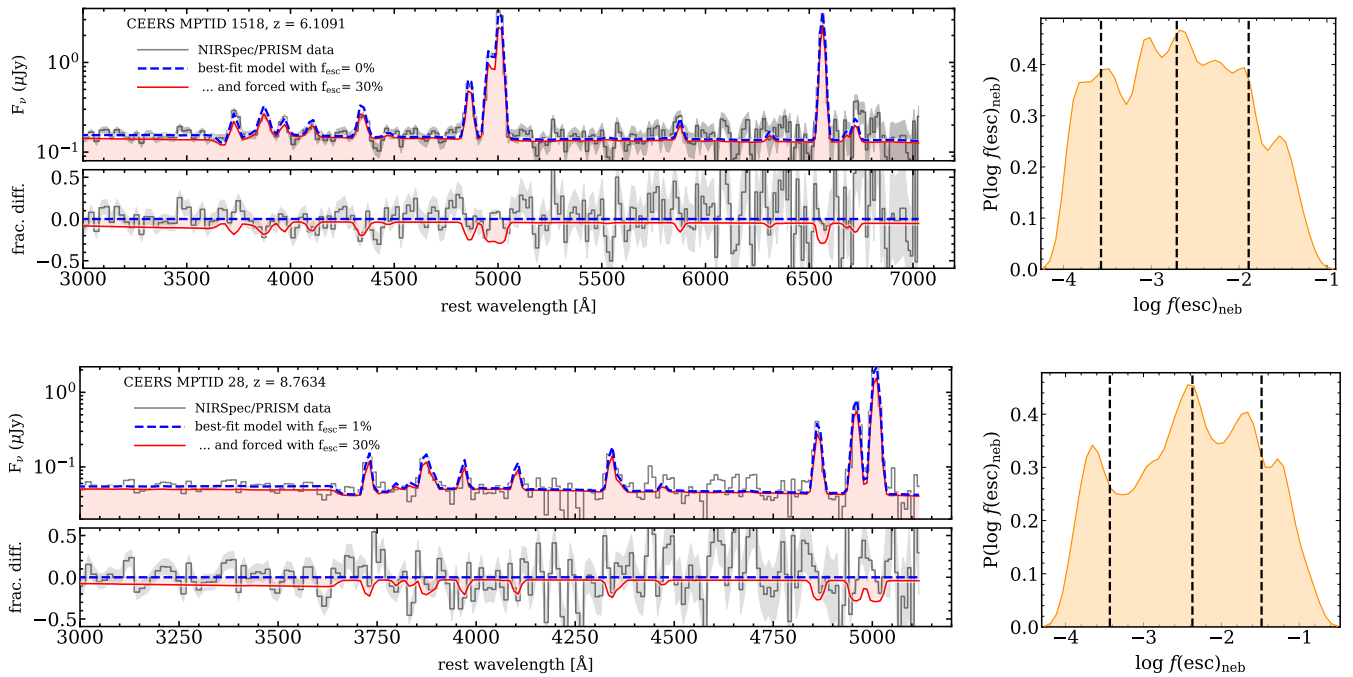 CEERS MPTID 1518, z = 6.1091
NIRSpec/PRISM data
best-fit model with f_esc= 0%
... and forced with f_esc= 30%
F_ν (μJy)
10^0
10^-1
frac. diff.
0.5
0.0
−0.5
3000 3500 4000 4500 5000 5500 6000 6500 7000
rest wavelength [Å]
P(log f(esc)_neb)
0.4
0.3
0.2
0.1
0.0
−4 −3 −2 −1
log f(esc)_neb
CEERS MPTID 28, z = 8.7634
NIRSpec/PRISM data
best-fit model with f_esc= 1%
... and forced with f_esc= 30%
F_ν (μJy)
10^0
10^-1
frac. diff.
0.5
0.0
−0.5
3000 3250 3500 3750 4000 4250 4500 4750 5000
rest wavelength [Å]
P(log f(esc)_neb)
0.4
0.3
0.2
0.1
0.0
−4 −3 −2 −1
log f(esc)_neb